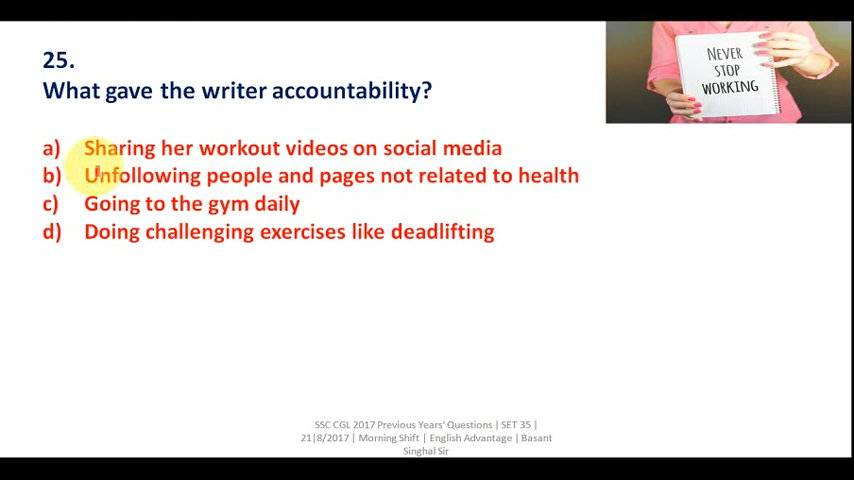 25.
What gave the writer accountability?
NEVER
STOP
WORKING
a) Sharing her workout videos on social media
b) Unfollowing people and pages not related to health
c) Going to the gym daily
d) Doing challenging exercises like deadlifting
SSC CGL 2017 Previous Years' Questions | SET 35 |
21|8/2017 | Morning Shift | English Advantage | Basant
Singhal Sir